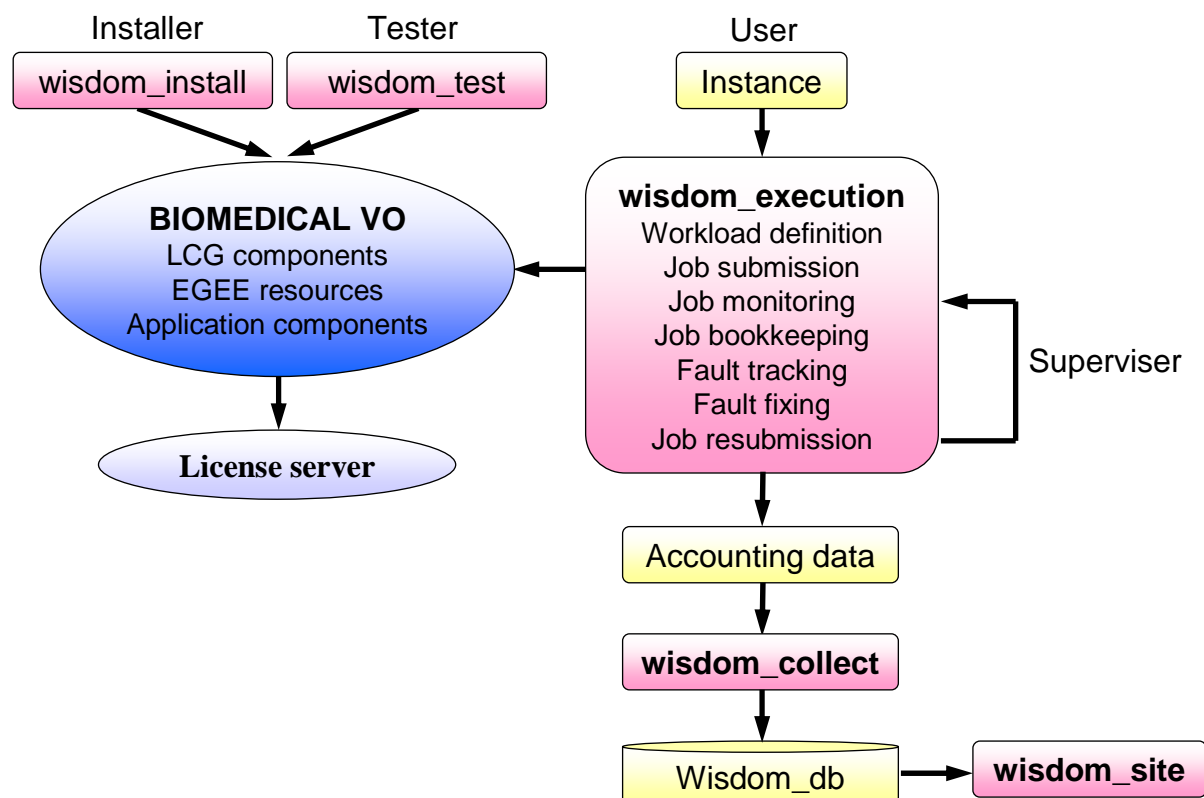 Installer
Tester
User
wisdom_install
wisdom_test
Instance
BIOMEDICAL VO
LCG components
EGEE resources
Application components
License server
wisdom_execution
Workload definition
Job submission
Job monitoring
Job bookkeeping
Fault tracking
Fault fixing
Job resubmission
Superviser
Accounting data
wisdom_collect
Wisdom_db
wisdom_site